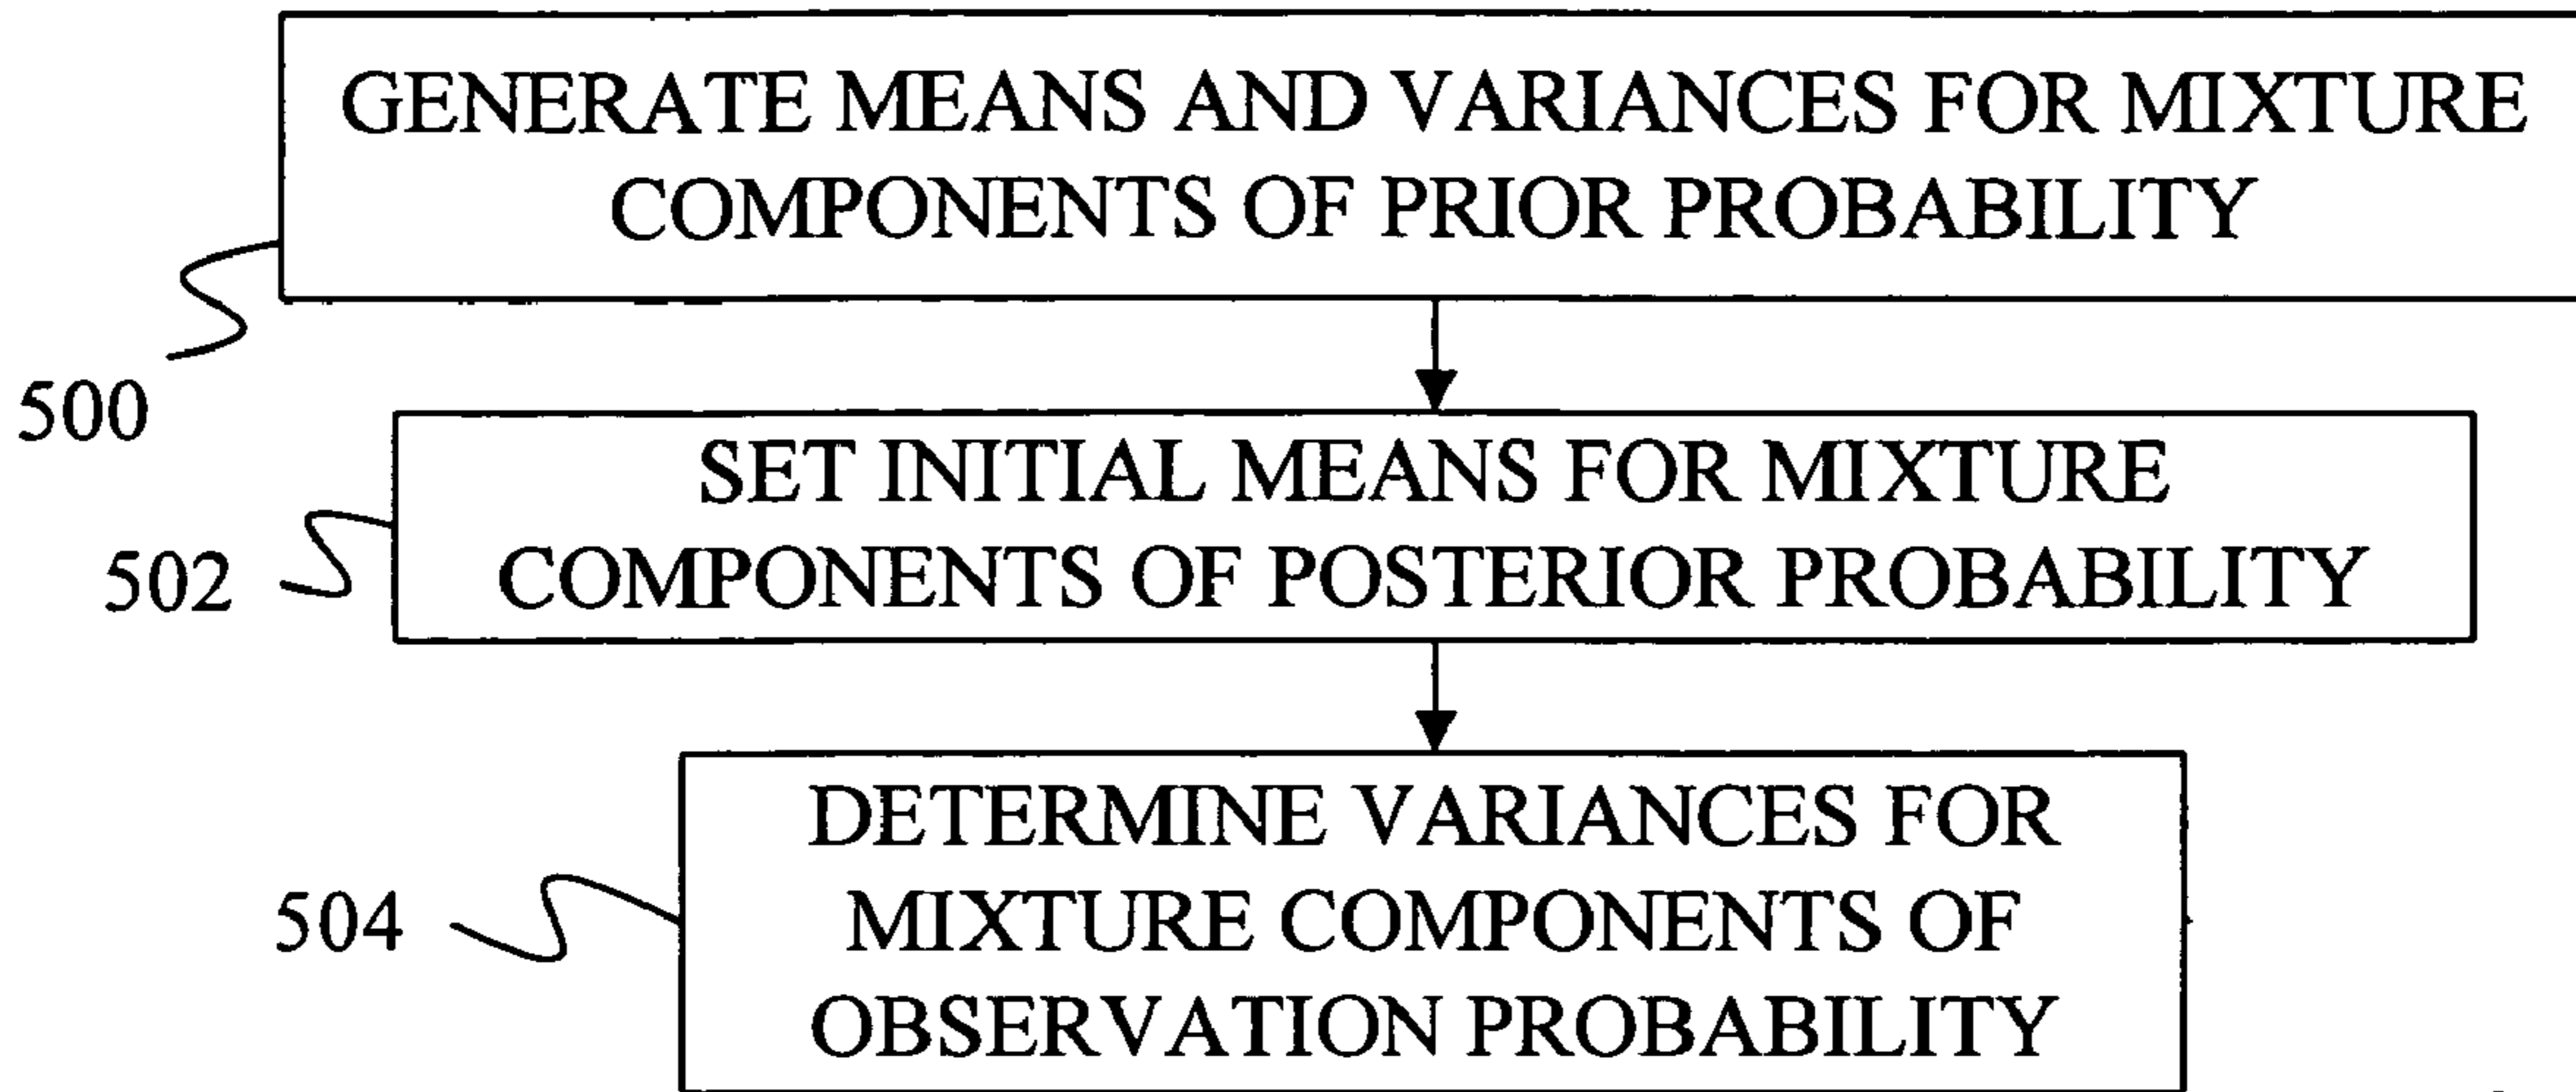 GENERATE MEANS AND VARIANCES FOR MIXTURE
COMPONENTS OF PRIOR PROBABILITY
500
SET INITIAL MEANS FOR MIXTURE
COMPONENTS OF POSTERIOR PROBABILITY
502
DETERMINE VARIANCES FOR
MIXTURE COMPONENTS OF
OBSERVATION PROBABILITY
504